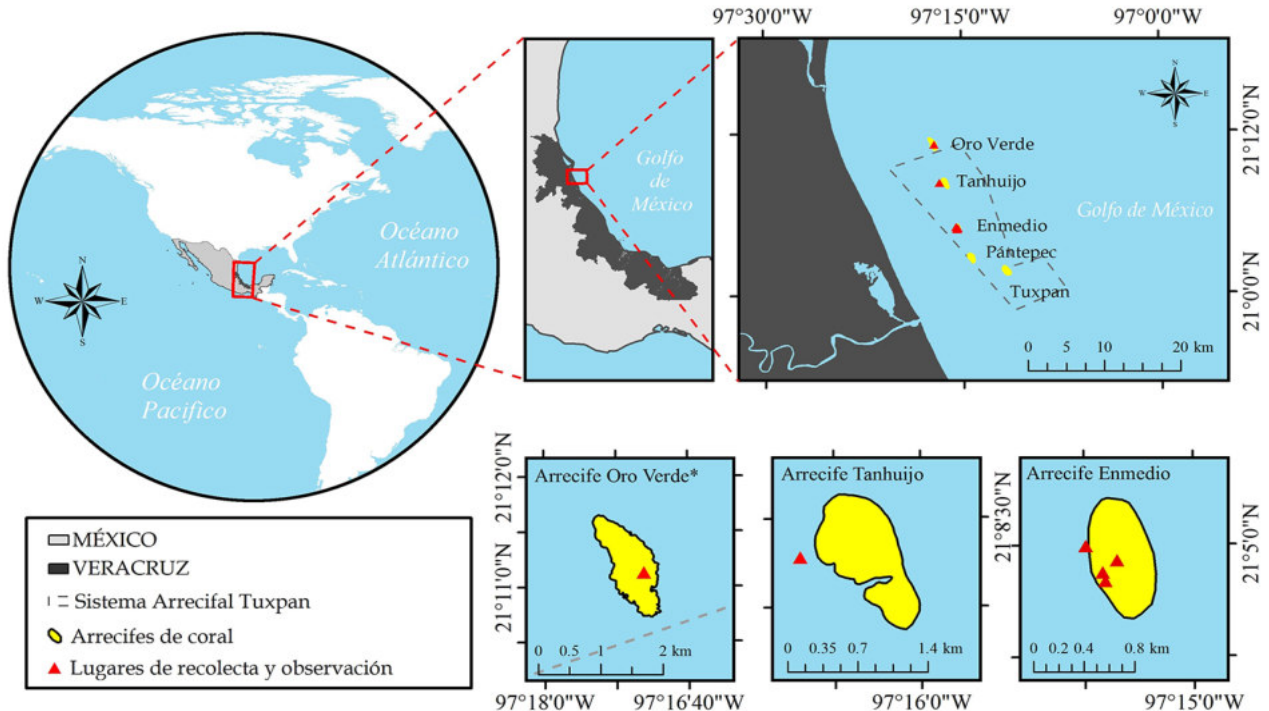 97°30'0"W
97°15'0"W
97°0'0"W
Océano
Atlántico
Océano
Pacifico
N
W
E
S
Golfo
de
México
N
W
E
S
Oro Verde
Tanhuijo
Enmedio
Pántepec
Tuxpan
Golfo de México
0 5 10 20 km
21°12'0"N
21°0'0"N
MÉXICO
VERACRUZ
Sistema Arrecifal Tuxpan
Arrecifes de coral
Lugares de recolecta y observación
Arrecife Oro Verde*
21°12'0"N
21°11'0"N
0 0.5 1 2 km
97°18'0"W
97°16'40"W
Arrecife Tanhuijo
0 0.35 0.7 1.4 km
21°8'30"N
97°16'0"W
Arrecife Enmedio
0 0.2 0.4 0.8 km
21°5'0"N
97°15'0"W